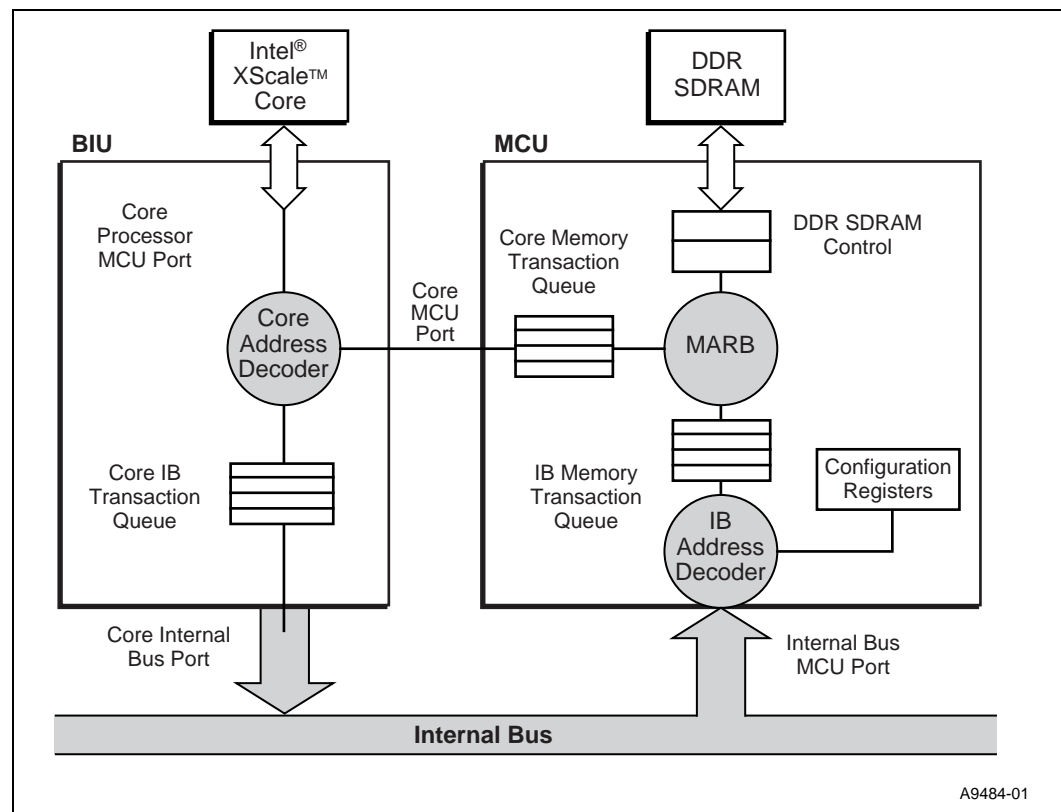 Intel®
XScale™
Core
DDR
SDRAM
BIU
MCU
Core
Processor
MCU Port
Core Memory
Transaction
Queue
DDR SDRAM
Control
Core
MCU
Port
Core
Address
Decoder
MARB
Core IB
Transaction
Queue
IB Memory
Transaction
Queue
Configuration
Registers
IB
Address
Decoder
Core Internal
Bus Port
Internal Bus
MCU Port
Internal Bus
A9484-01